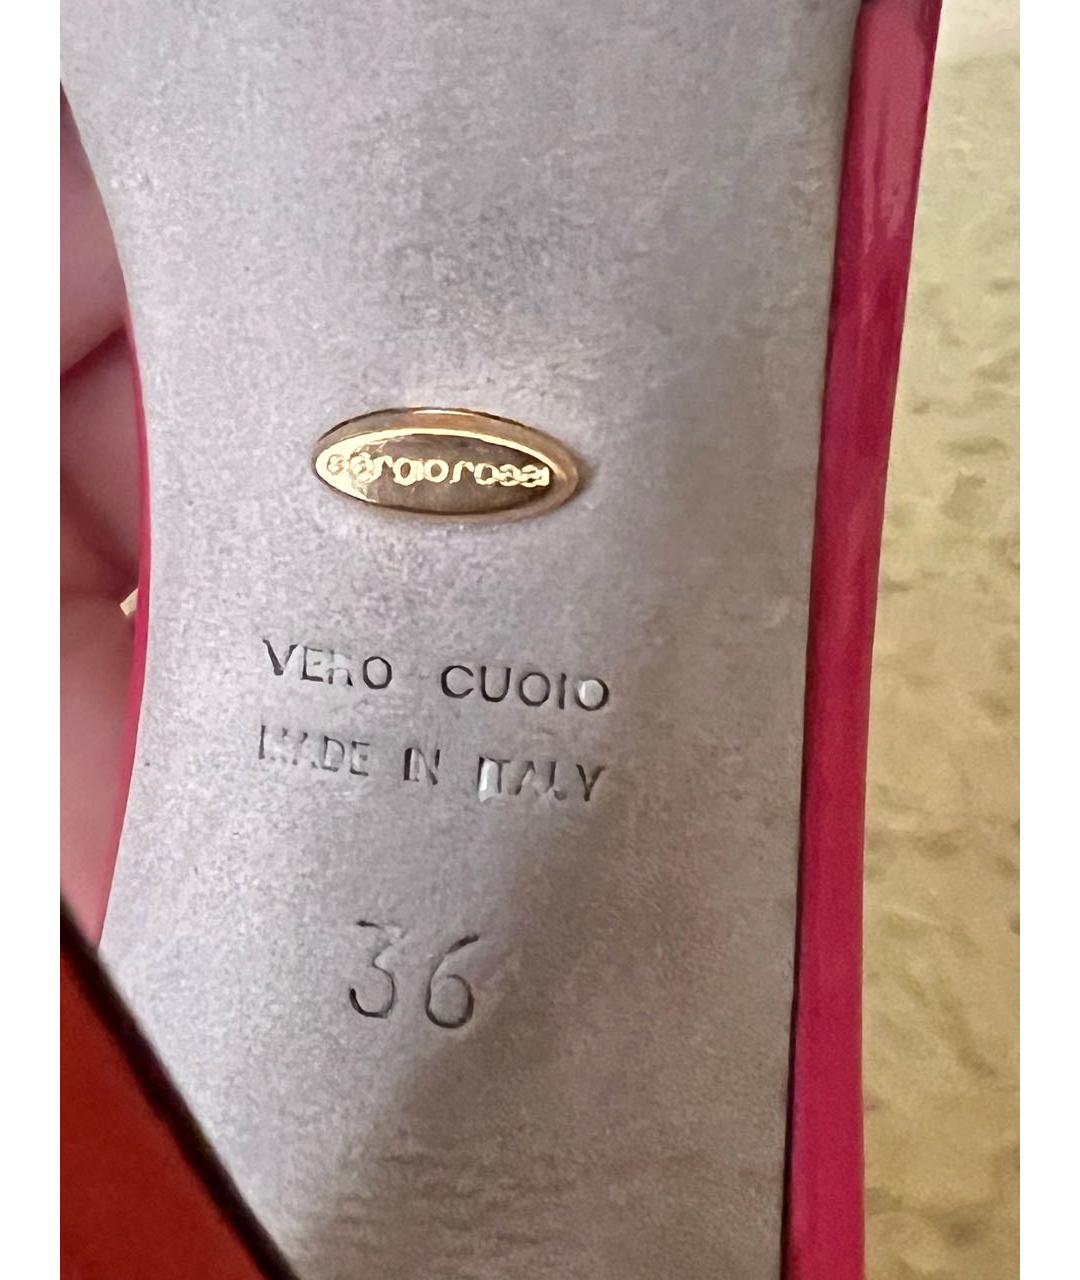 sergio rossi
VERO CUOIO
MADE IN ITALY
36